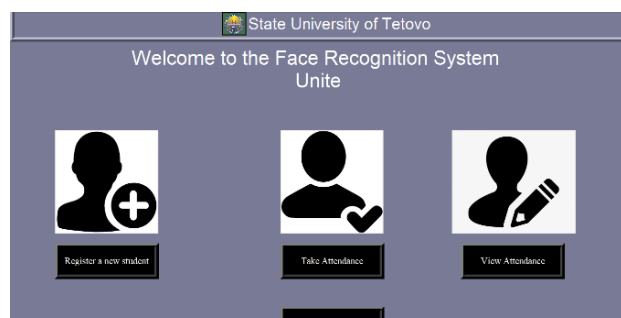 State University of Tetovo
Welcome to the Face Recognition System
Unite
Register a new student
Take Attendance
View Attendance